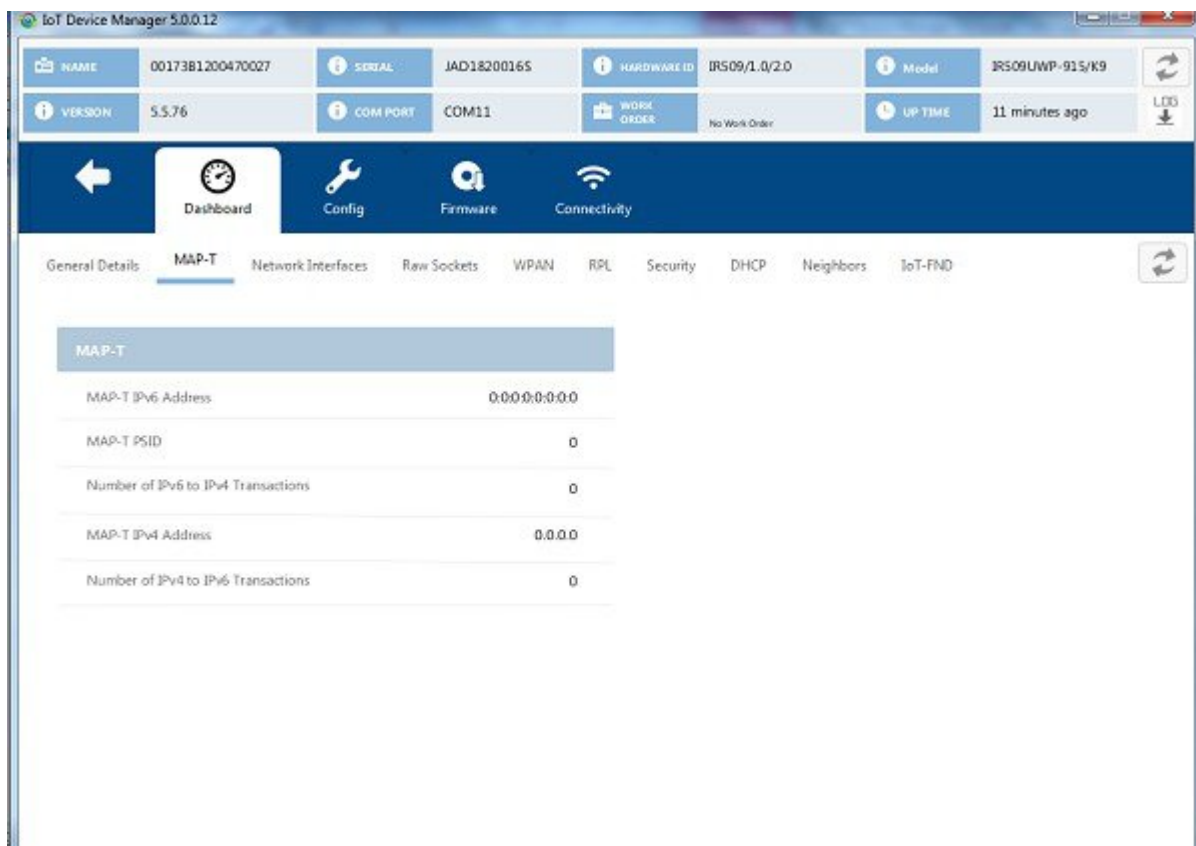 IoT Device Manager 5.0.0.12
NAME 00173B1200470027 SERIAL JAD1820016S HARDWARE ID IR509/1.0/2.0 Model IR509UWP-915/K9
VERSION 5.5.76 COM PORT COM11 WORK ORDER No Work Order UP TIME 11 minutes ago LOG
Dashboard Config Firmware Connectivity
General Details MAP-T Network Interfaces Raw Sockets WPAN RPL Security DHCP Neighbors IoT-FND
MAP-T
MAP-T IPv6 Address 0:0:0:0:0:0:0:0
MAP-T PSID 0
Number of IPv6 to IPv4 Transactions 0
MAP-T IPv4 Address 0.0.0.0
Number of IPv4 to IPv6 Transactions 0